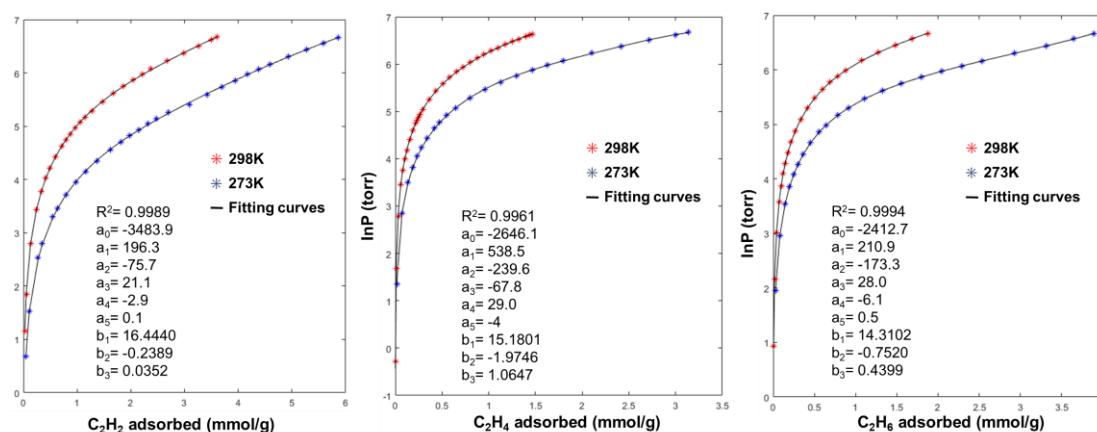 7
6
5
4
3
2
1
0
298K
273K
Fitting curves
R²= 0.9989
a₀= -3483.9
a₁= 196.3
a₂= -75.7
a₃= 21.1
a₄= -2.9
a₅= 0.1
b₁= 16.4440
b₂= -0.2389
b₃= 0.0352
0 1 2 3 4 5 6
C₂H₂ adsorbed (mmol/g)
lnP (torr)
7
6
5
4
3
2
1
0
-1
298K
273K
Fitting curves
R²= 0.9961
a₀= -2646.1
a₁= 538.5
a₂= -239.6
a₃= -67.8
a₄= 29.0
a₅= -4
b₁= 15.1801
b₂= -1.9746
b₃= 1.0647
0 0.5 1 1.5 2 2.5 3 3.5
C₂H₄ adsorbed (mmol/g)
lnP (torr)
7
6
5
4
3
2
1
0
298K
273K
Fitting curves
R²= 0.9994
a₀= -2412.7
a₁= 210.9
a₂= -173.3
a₃= 28.0
a₄= -6.1
a₅= 0.5
b₁= 14.3102
b₂= -0.7520
b₃= 0.4399
0 0.5 1 1.5 2 2.5 3 3.5
C₂H₆ adsorbed (mmol/g)